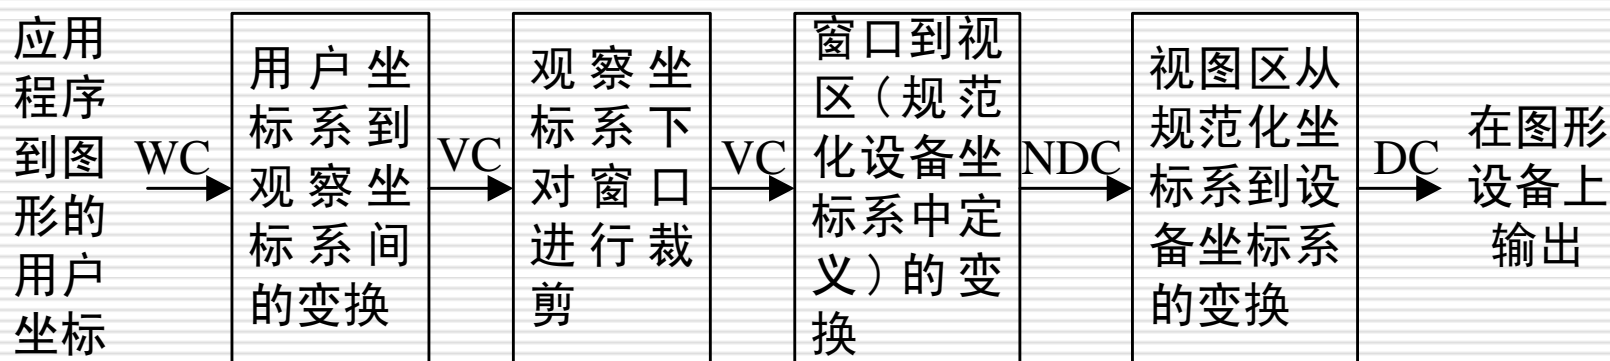 应用
程序
到图
形的
用户
坐标
WC
用户坐
标系到
观察坐
标系间
的变换
VC
观察坐
标系下
对窗口
进行裁
剪
VC
窗口到视
区（规范
化设备坐
标系中定
义）的变
换
NDC
视图区从
规范化坐
标系到设
备坐标系
的变换
DC
在图形
设备上
输出